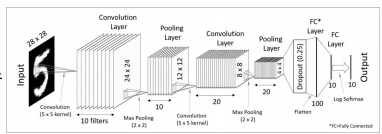 Input
28 x 28
Convolution
(5 x 5 kernel)
Convolution
Layer
24 x 24
10 filters
Max Pooling
(2 x 2)
Pooling
Layer
12 x 12
10
Convolution
(5 x 5 kernel)
Convolution
Layer
8 x 8
20
Max Pooling
(2 x 2)
Pooling
Layer
4 x 4
20
Dropout (0.25)
Flatten
FC*
Layer
100
FC
Layer
10
Log Softmax
10
Output
*FC=Fully Connected